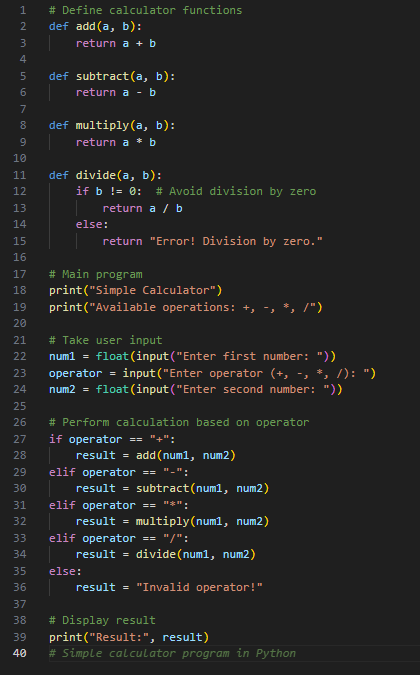 1 # Define calculator functions
2 def add(a, b):
3     return a + b
4
5 def subtract(a, b):
6     return a - b
7
8 def multiply(a, b):
9     return a * b
10
11 def divide(a, b):
12     if b != 0:  # Avoid division by zero
13         return a / b
14     else:
15         return "Error! Division by zero."
16
17 # Main program
18 print("Simple Calculator")
19 print("Available operations: +, -, *, /")
20
21 # Take user input
22 num1 = float(input("Enter first number: "))
23 operator = input("Enter operator (+, -, *, /): ")
24 num2 = float(input("Enter second number: "))
25
26 # Perform calculation based on operator
27 if operator == "+":
28     result = add(num1, num2)
29 elif operator == "-":
30     result = subtract(num1, num2)
31 elif operator == "*":
32     result = multiply(num1, num2)
33 elif operator == "/":
34     result = divide(num1, num2)
35 else:
36     result = "Invalid operator!"
37
38 # Display result
39 print("Result:", result)
40 # Simple calculator program in Python